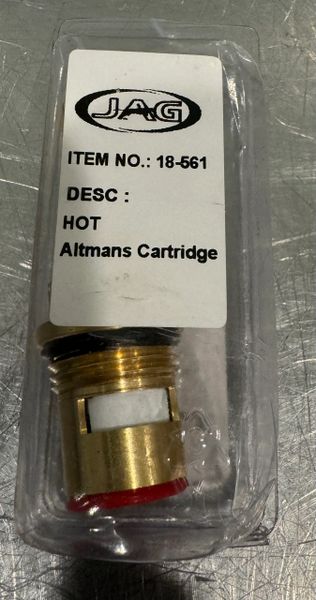 JAG
ITEM NO.: 18-561
DESC :
HOT
Altmans Cartridge